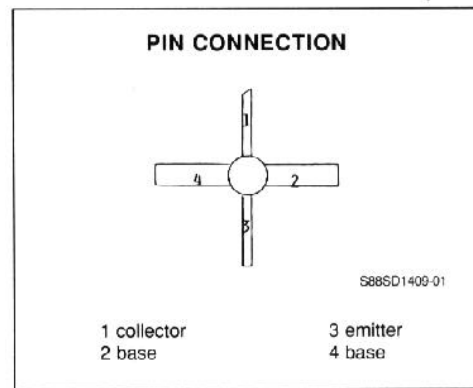 PIN CONNECTION
1
4 2
3
S88SD1409-01
1 collector 3 emitter
2 base 4 base